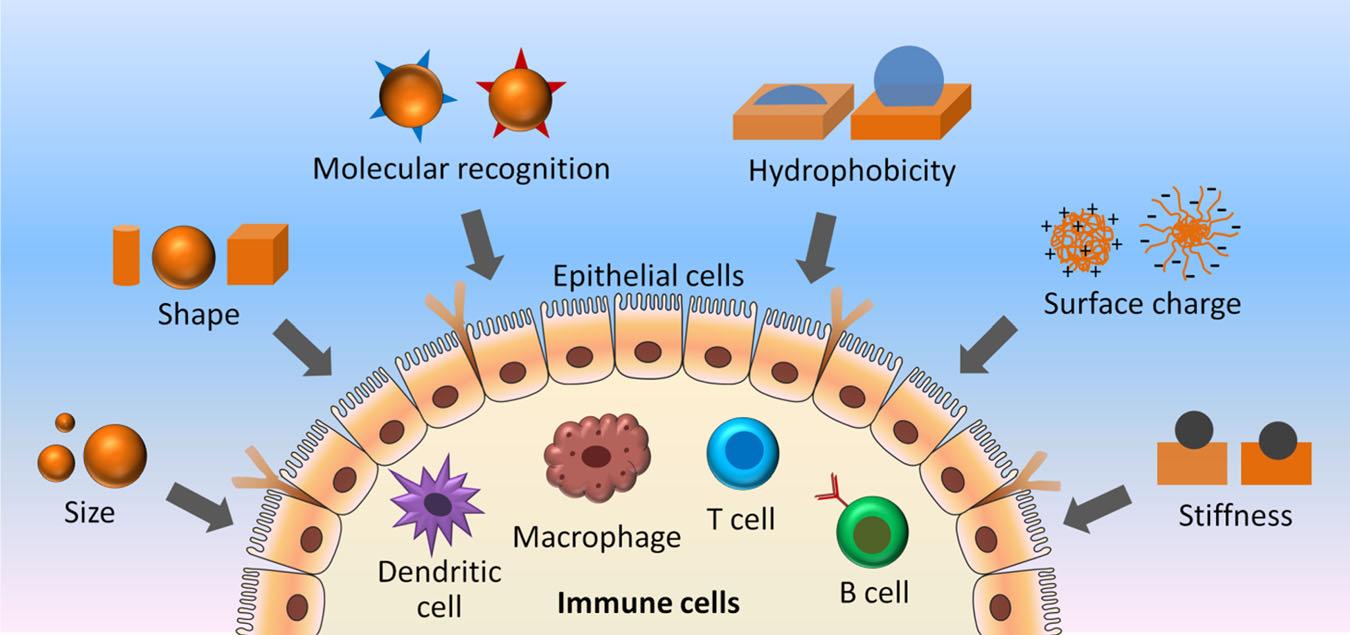 Molecular recognition
Hydrophobicity
Shape
Epithelial cells
Surface charge
+ + + + + + + + + +
- - - - - - - - - - - -
Size
Stiffness
Dendritic
cell
Macrophage
T cell
B cell
Immune cells